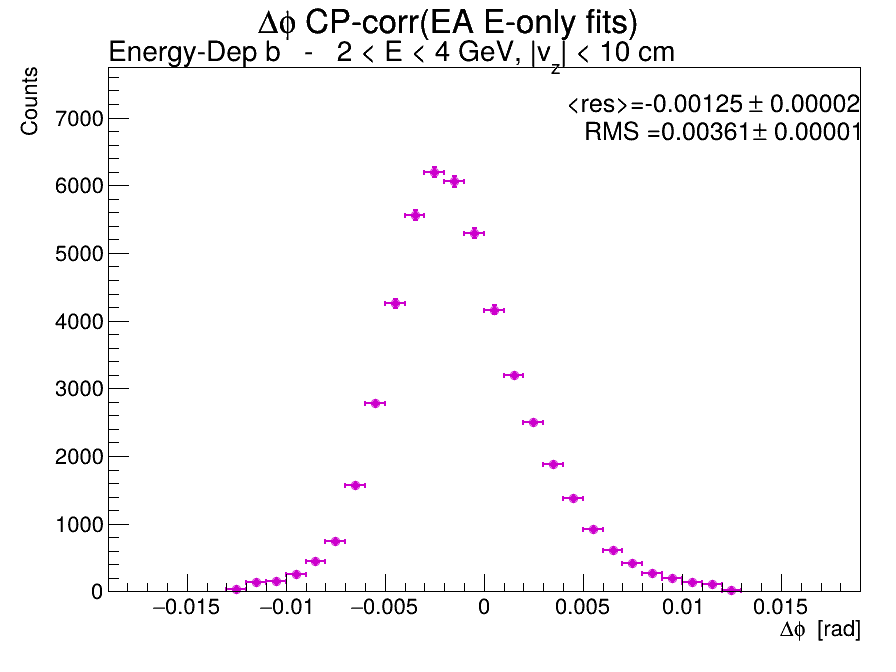 Δϕ CP-corr(EA E-only fits)
Energy-Dep b - 2 < E < 4 GeV, |v_z| < 10 cm
<res>=-0.00125 ± 0.00002
RMS =0.00361± 0.00001
Counts
7000
6000
5000
4000
3000
2000
1000
0
−0.015 −0.01 −0.005 0 0.005 0.01 0.015
Δϕ [rad]